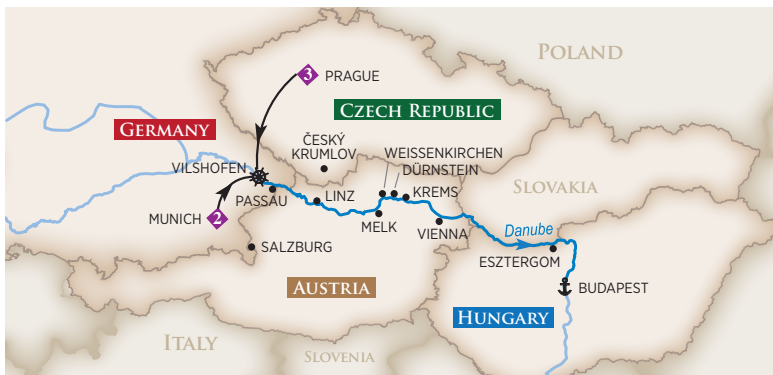 POLAND
3 PRAGUE
CZECH REPUBLIC
GERMANY
ČESKÝ
KRUMLOV
WEISSENKIRCHEN
DÜRNSTEIN
VILSHOFEN
SLOVAKIA
PASSAU
LINZ
KREMS
MUNICH 2
MELK
VIENNA
Danube
SALZBURG
ESZTERGOM
AUSTRIA
BUDAPEST
HUNGARY
ITALY
SLOVENIA